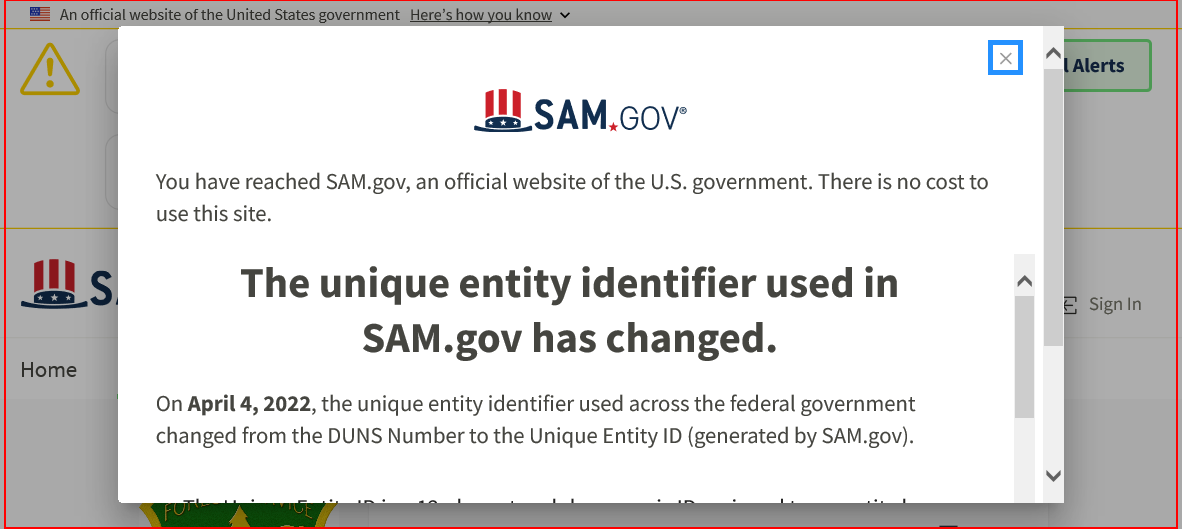 An official website of the United States government Here's how you know
Alerts
SAM.GOV®
You have reached SAM.gov, an official website of the U.S. government. There is no cost to
use this site.
The unique entity identifier used in
SAM.gov has changed.
Sign In
Home
On April 4, 2022, the unique entity identifier used across the federal government
changed from the DUNS Number to the Unique Entity ID (generated by SAM.gov).